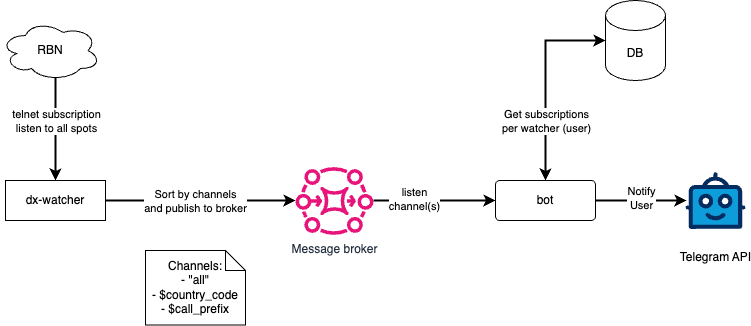 RBN
DB
telnet subscription
listen to all spots
Get subscriptions
per watcher (user)
dx-watcher
Sort by channels
and publish to broker
listen
channel(s)
bot
Notify
User
Message broker
Telegram API
Channels:
- "all"
- $country_code
- $call_prefix